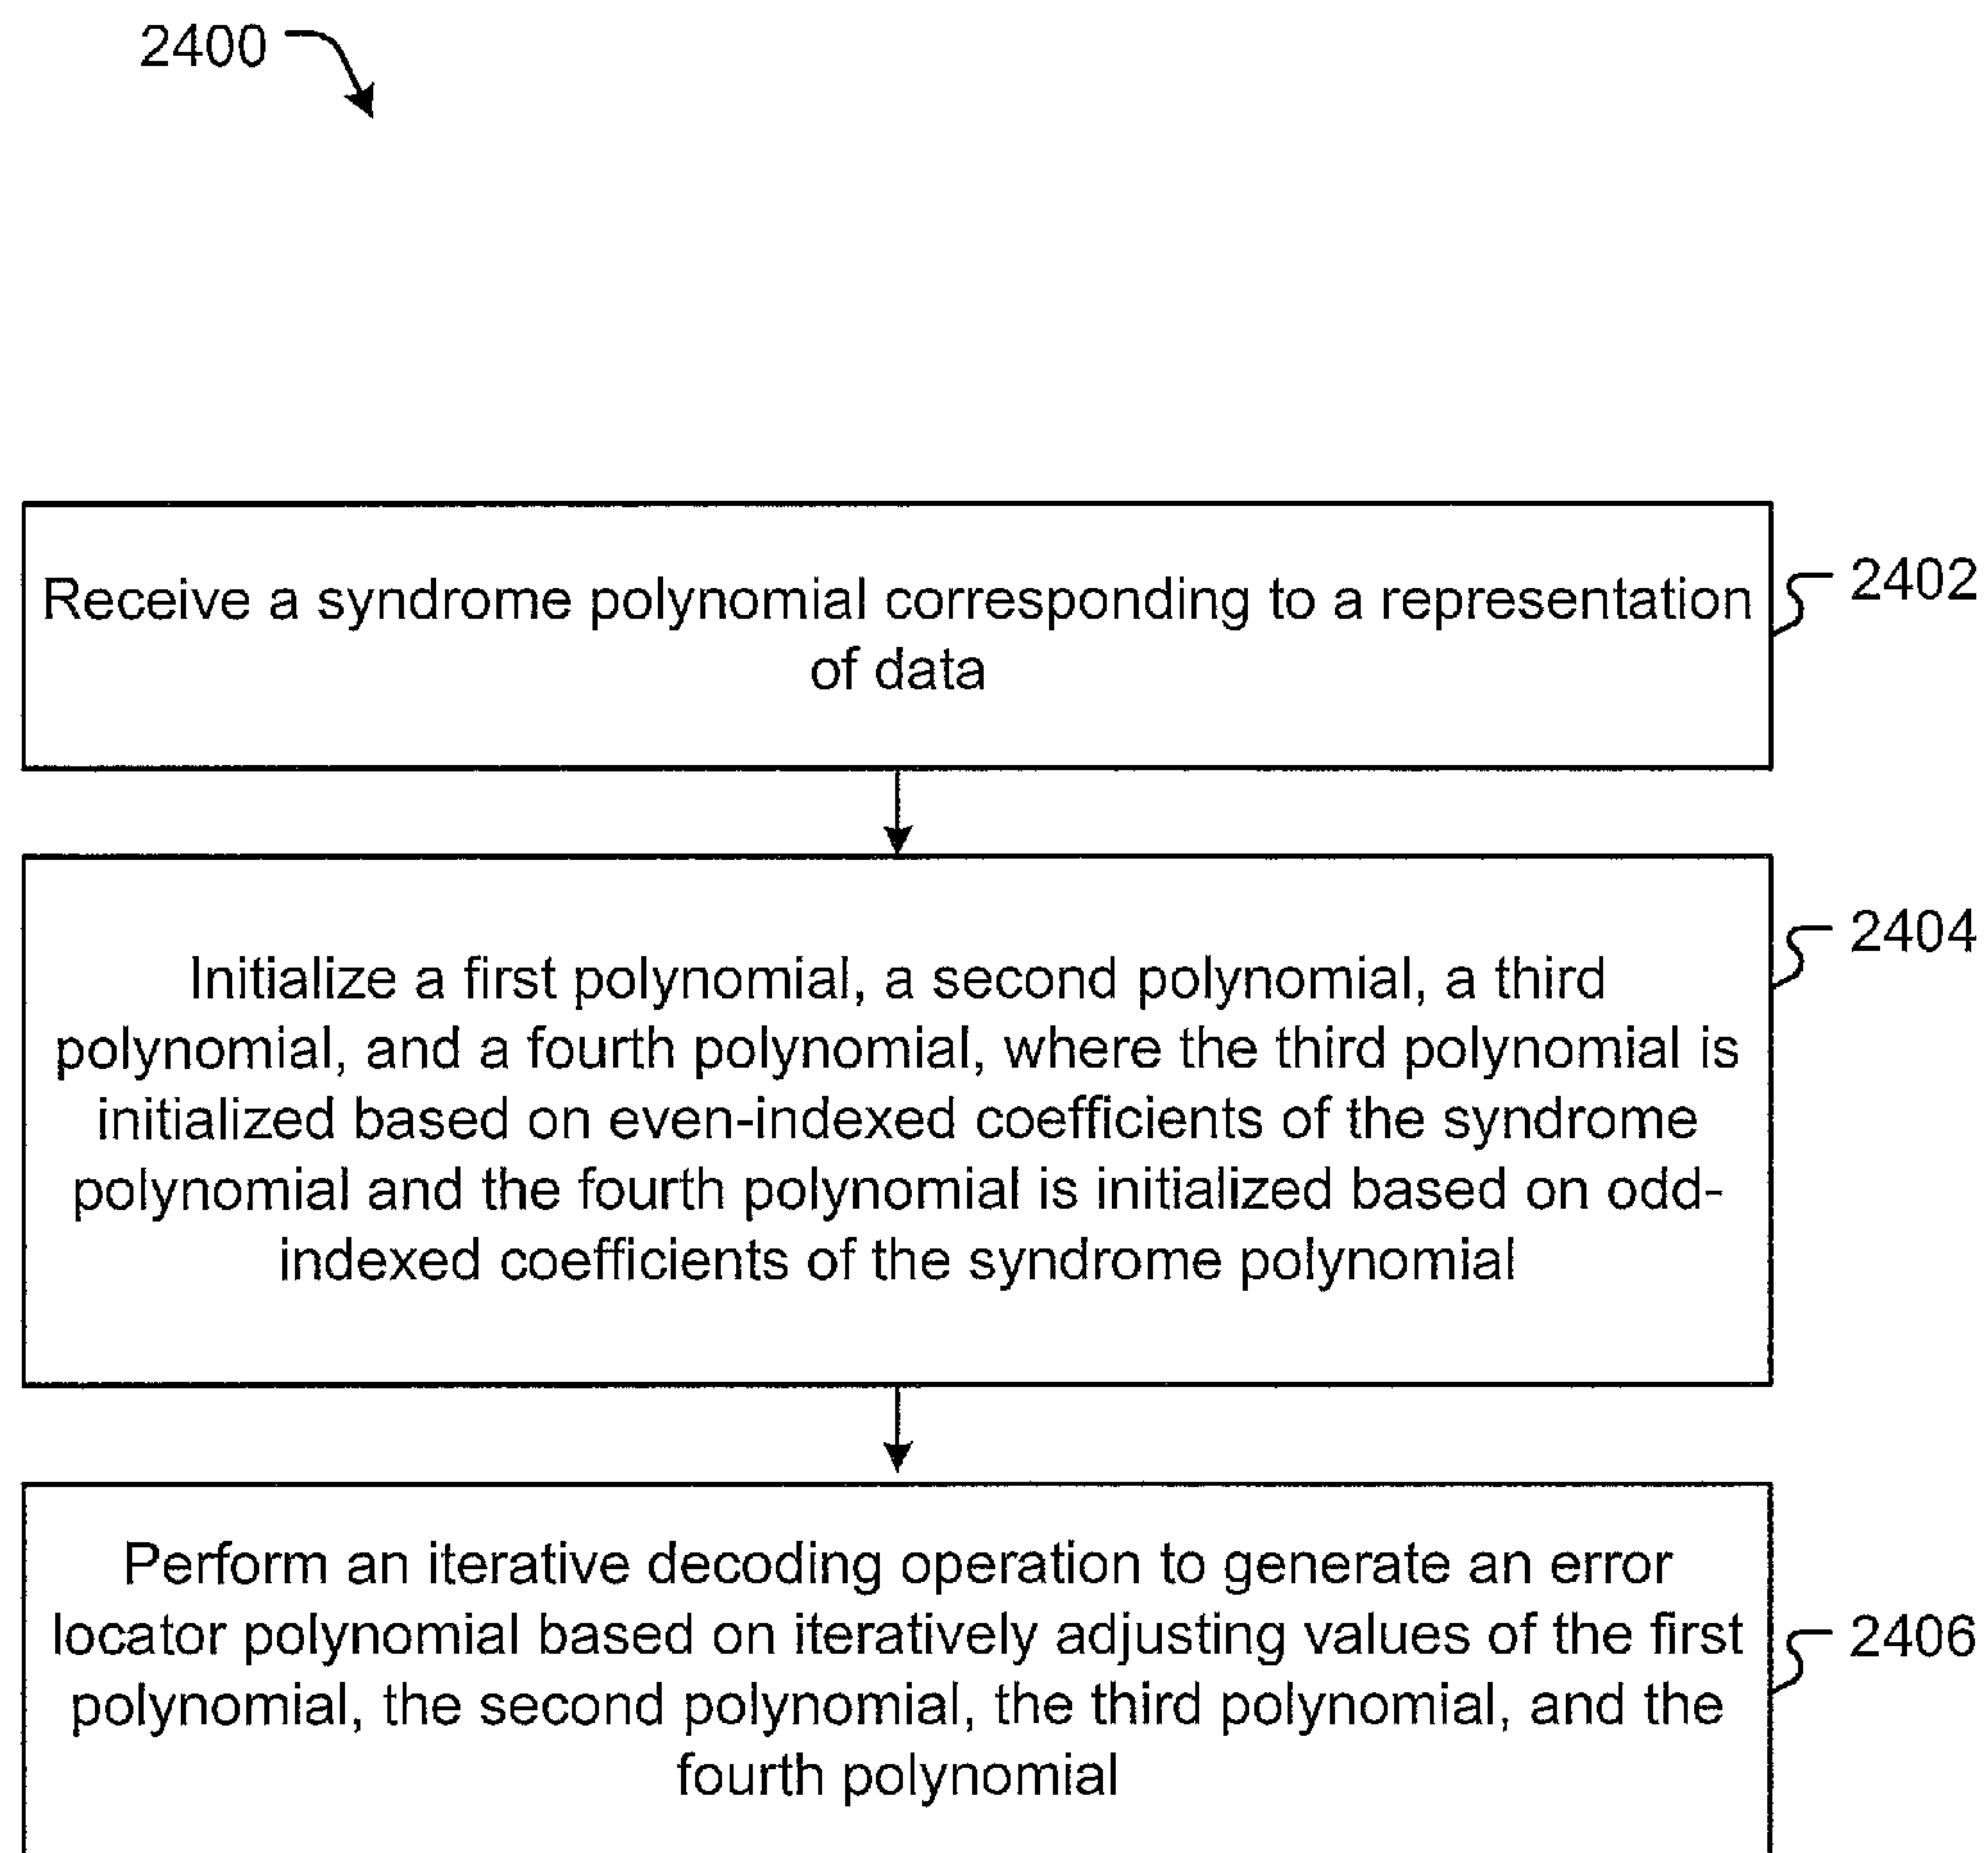 2400
Receive a syndrome polynomial corresponding to a representation
of data
2402
Initialize a first polynomial, a second polynomial, a third
polynomial, and a fourth polynomial, where the third polynomial is
initialized based on even-indexed coefficients of the syndrome
polynomial and the fourth polynomial is initialized based on odd-
indexed coefficients of the syndrome polynomial
2404
Perform an iterative decoding operation to generate an error
locator polynomial based on iteratively adjusting values of the first
polynomial, the second polynomial, the third polynomial, and the
fourth polynomial
2406